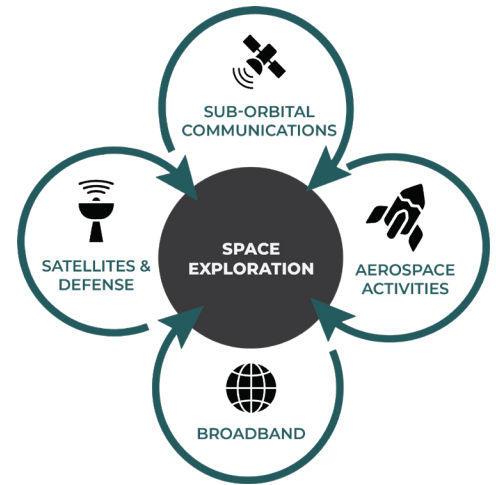 SUB-ORBITAL
COMMUNICATIONS
SATELLITES &
DEFENSE
SPACE
EXPLORATION
AEROSPACE
ACTIVITIES
BROADBAND